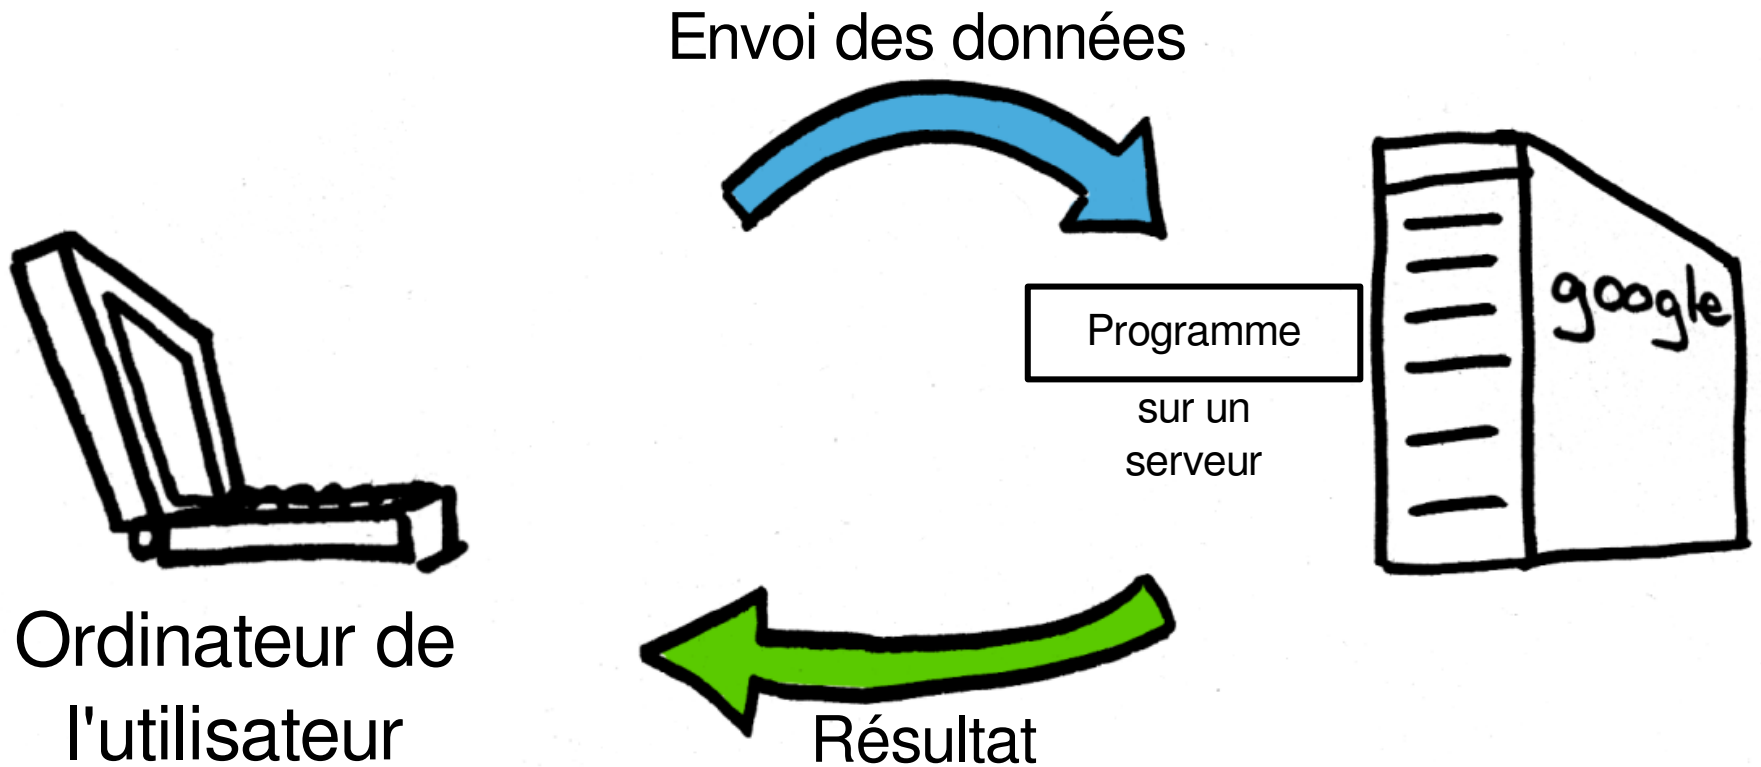 Envoi des données
google
Programme
sur un
serveur
Ordinateur de
l'utilisateur
Résultat